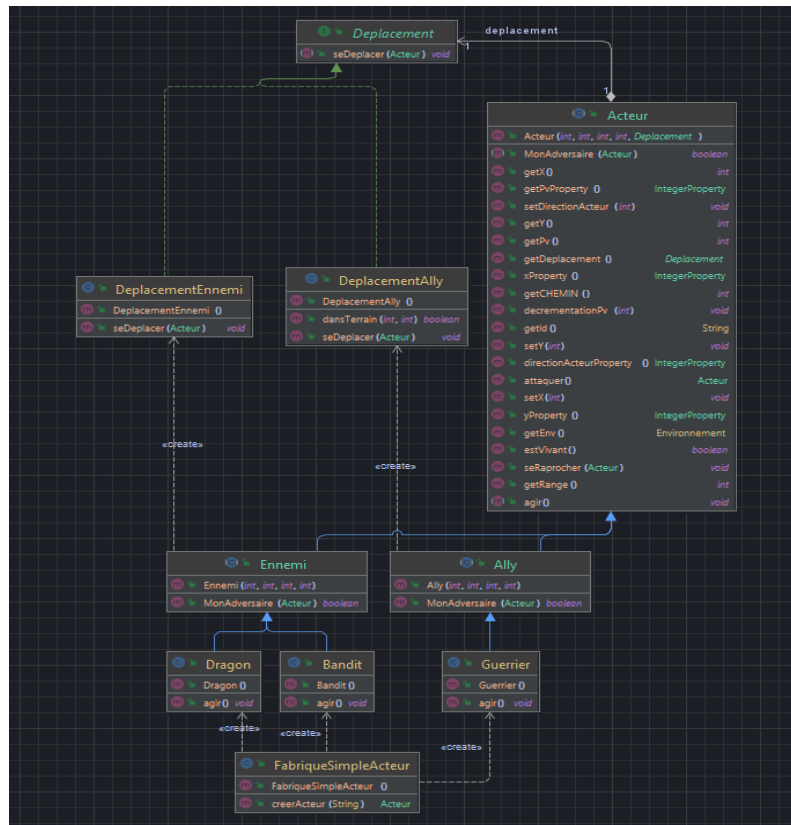 Deplacement
seDeplacer(Acteur) void
deplacement
1
1
Acteur
Acteur(int, int, int, int, Deplacement )
MonAdversaire (Acteur) boolean
getX() int
getPvProperty () IntegerProperty
setDirectionActeur (int) void
getY() int
getPv() int
getDeplacement () Deplacement
xProperty () IntegerProperty
getCHEMIN () int
decrementationPv (int) void
getId() String
setY(int) void
directionActeurProperty () IntegerProperty
attaquer() Acteur
setX(int) void
yProperty () IntegerProperty
getEnv() Environnement
estVivant() boolean
seRaprocher(Acteur) void
getRange () int
agir() void
DeplacementEnnemi
DeplacementEnnemi ()
seDeplacer(Acteur) void
DeplacementAlly
DeplacementAlly ()
dansTerrain(int, int) boolean
seDeplacer(Acteur) void
«create»
«create»
Ennemi
Ennemi(int, int, int, int)
MonAdversaire (Acteur) boolean
Ally
Ally(int, int, int, int)
MonAdversaire (Acteur) boolean
Dragon
Dragon()
agir() void
Bandit
Bandit()
agir() void
Guerrier
Guerrier()
agir() void
«create»
«create»
«create»
FabriqueSimpleActeur
FabriqueSimpleActeur ()
creerActeur(String) Acteur